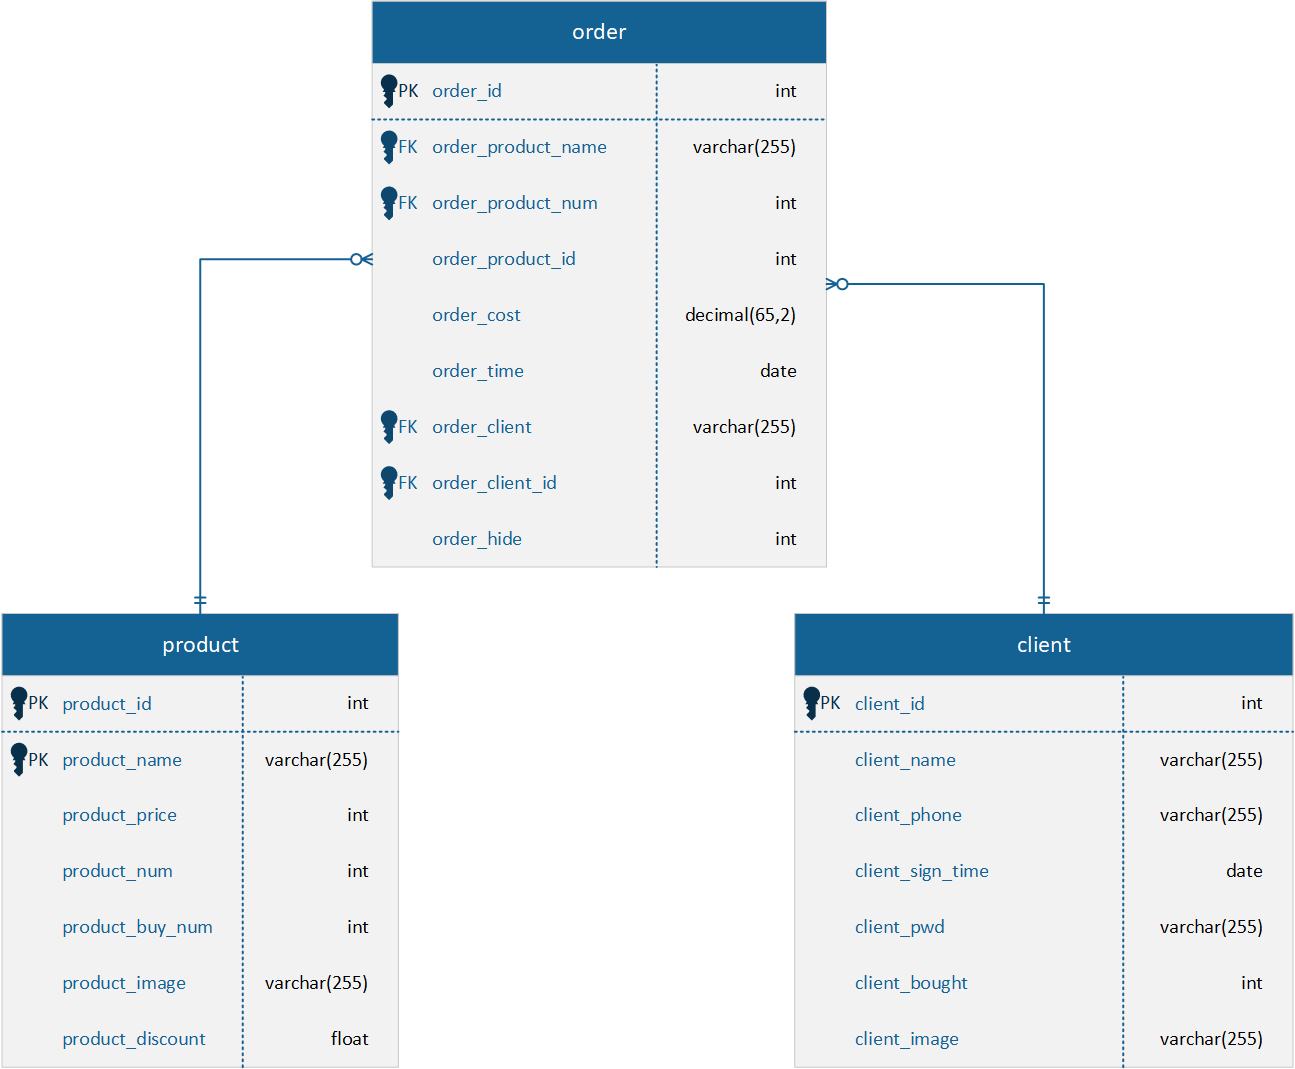 order
PK order_id int
FK order_product_name varchar(255)
FK order_product_num int
order_product_id int
order_cost decimal(65,2)
order_time date
FK order_client varchar(255)
FK order_client_id int
order_hide int
product
PK product_id int
PK product_name varchar(255)
product_price int
product_num int
product_buy_num int
product_image varchar(255)
product_discount float
client
PK client_id int
client_name varchar(255)
client_phone varchar(255)
client_sign_time date
client_pwd varchar(255)
client_bought int
client_image varchar(255)